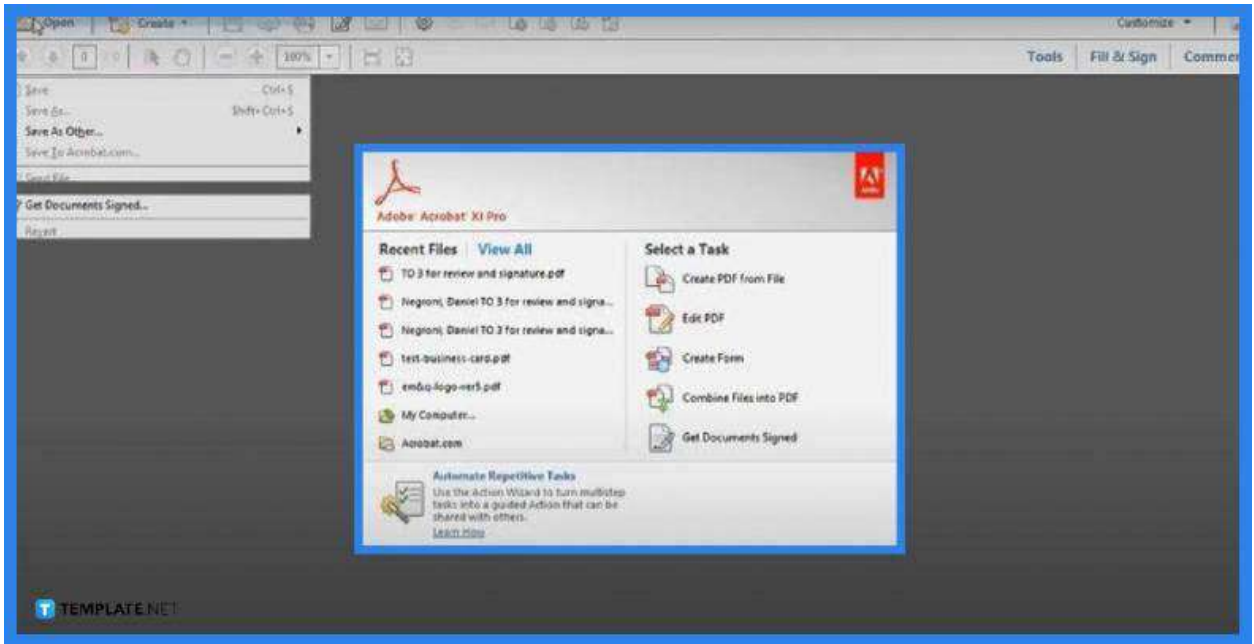 Open Create Customize
0 100% Tools Fill & Sign Commen
Save Ctrl+S
Save As... Shift+Ctrl+S
Save As Other...
Save To Acrobat.com...
Send File
Get Documents Signed...
Recent
Adobe Acrobat XI Pro
Adobe
Recent Files View All
TO 3 for review and signature.pdf
Negroni, Daniel TO 3 for review and signa...
Negroni, Daniel TO 3 for review and signa...
test-business-card.pdf
My Computer...
Acrobat.com
Select a Task
Create PDF from File
Edit PDF
Create Form
Combine Files into PDF
Get Documents Signed
Automate Repetitive Tasks
Use the Action Wizard to turn multistep
tasks into a guided Action that can be
shared with others.
Learn How
T TEMPLATE.NET